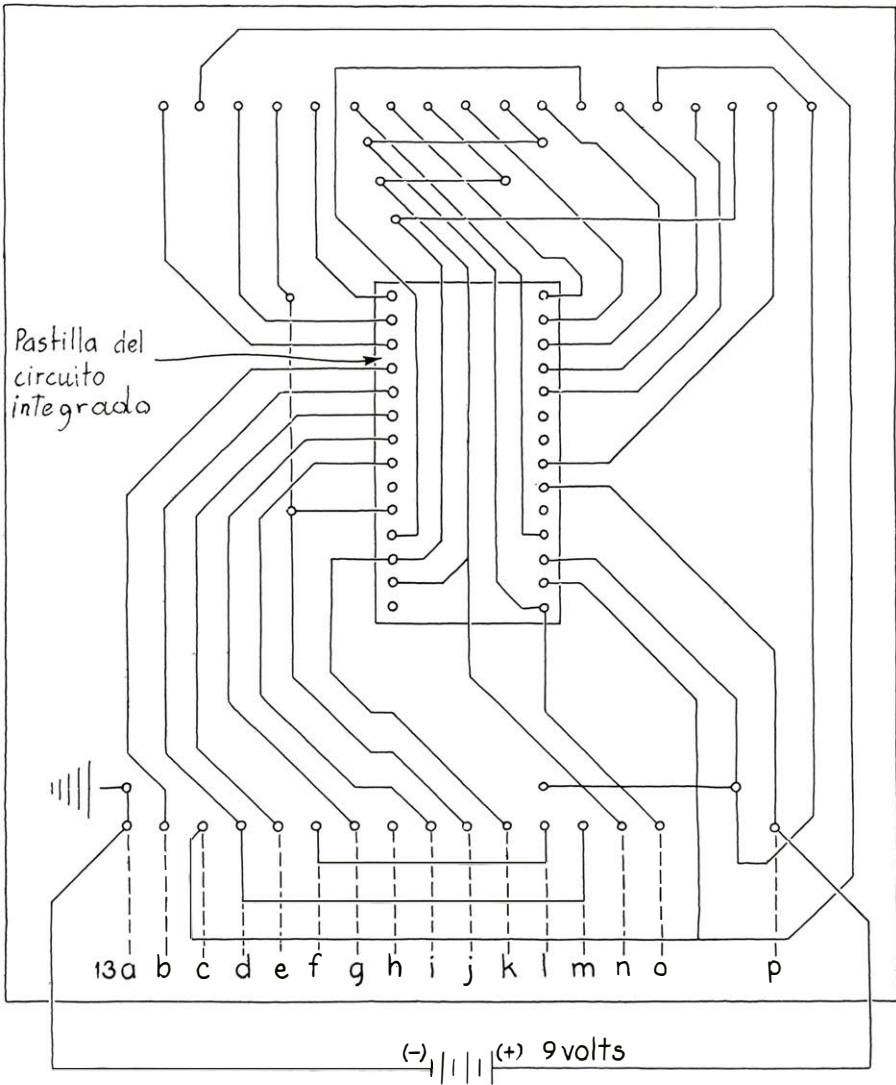 Pastilla del
circuito
integrado
13a b c d e f g h i j k l m n o p
(-) (+) 9 volts